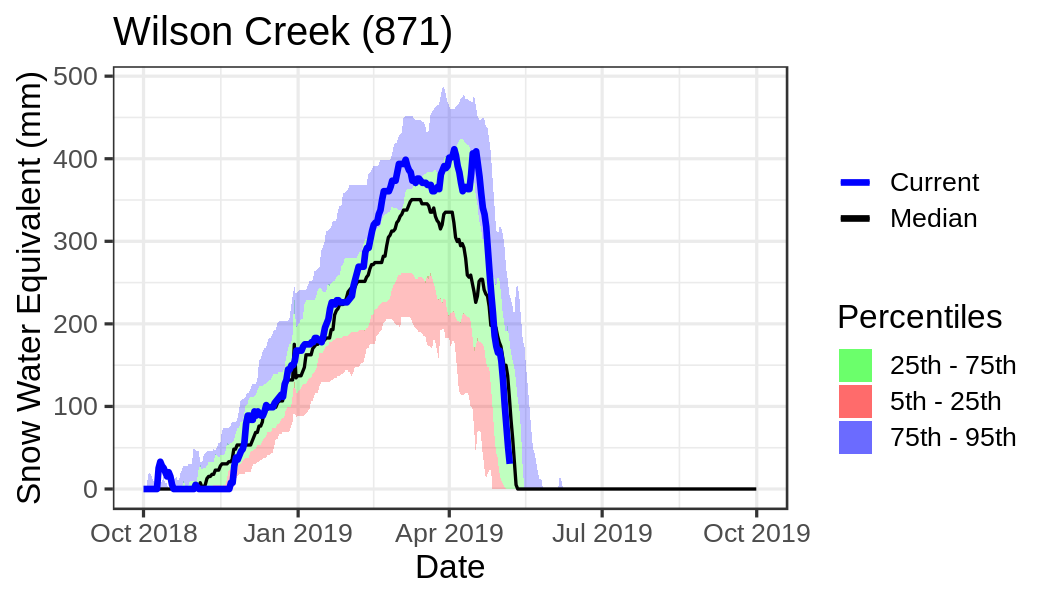 Wilson Creek (871)
Snow Water Equivalent (mm)
500
400
300
200
100
0
Oct 2018
Jan 2019
Apr 2019
Jul 2019
Oct 2019
Date
Current
Median
Percentiles
25th - 75th
5th - 25th
75th - 95th